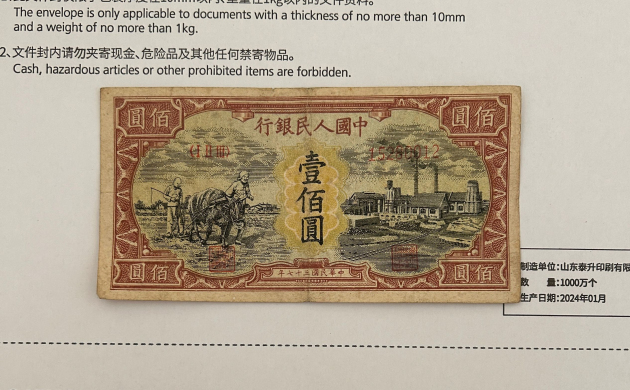 The envelope is only applicable to documents with a thickness of no more than 10mm
and a weight of no more than 1kg.
2、文件封内请勿夹寄现金、危险品及其他任何禁寄物品。
Cash, hazardous articles or other prohibited items are forbidden.
圓佰
行銀民人國中
圓佰
(I II III)
壹佰圓
圓佰
年七十三國民華中
圓佰
制造单位:山东泰升印刷有限
数 量:1000万个
生产日期:2024年01月